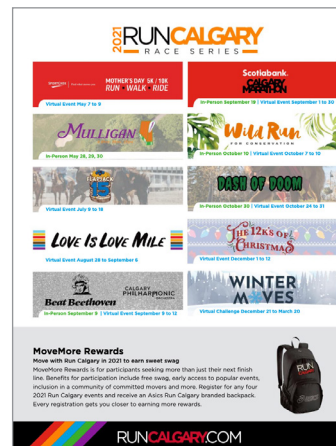 2021 RUNCALGARY
RACE SERIES
MOTHER'S DAY 5K / 10K
RUN • WALK • RIDE
Virtual Event May 7 to 9
Scotiabank
CALGARY
MARATHON
In-Person September 19 | Virtual Event September 1 to 30
MULLIGAN
In-Person May 28, 29, 30
Wild Run
FOR CONSERVATION
In-Person October 10 | Virtual Event October 7 to 10
FLAPJACK
15
Virtual Event July 9 to 18
DASH OF DOOM
In-Person October 30 | Virtual Event October 24 to 31
LOVE IS LOVE MILE
Virtual Event August 28 to September 6
THE 12KS OF
CHRISTMAS
Virtual Event December 1 to 12
Beat Beethoven
CALGARY
PHILHARMONIC
In-Person September 9 | Virtual Event September 8 to 12
WINTER
MOVES
Virtual Challenge December 21 to March 20
MoveMore Rewards
Move with Run Calgary in 2021 to earn sweet swag
MoveMore Rewards is for participants seeking more than just their next finish
line. Benefits for participation include free swag, early access to popular events,
inclusion in a community of committed movers and more. Register for any four
2021 Run Calgary events and receive an Asics Run Calgary branded backpack.
Every registration gets you closer to earning more rewards.
RUN
CALGARY
RUNCALGARY.COM